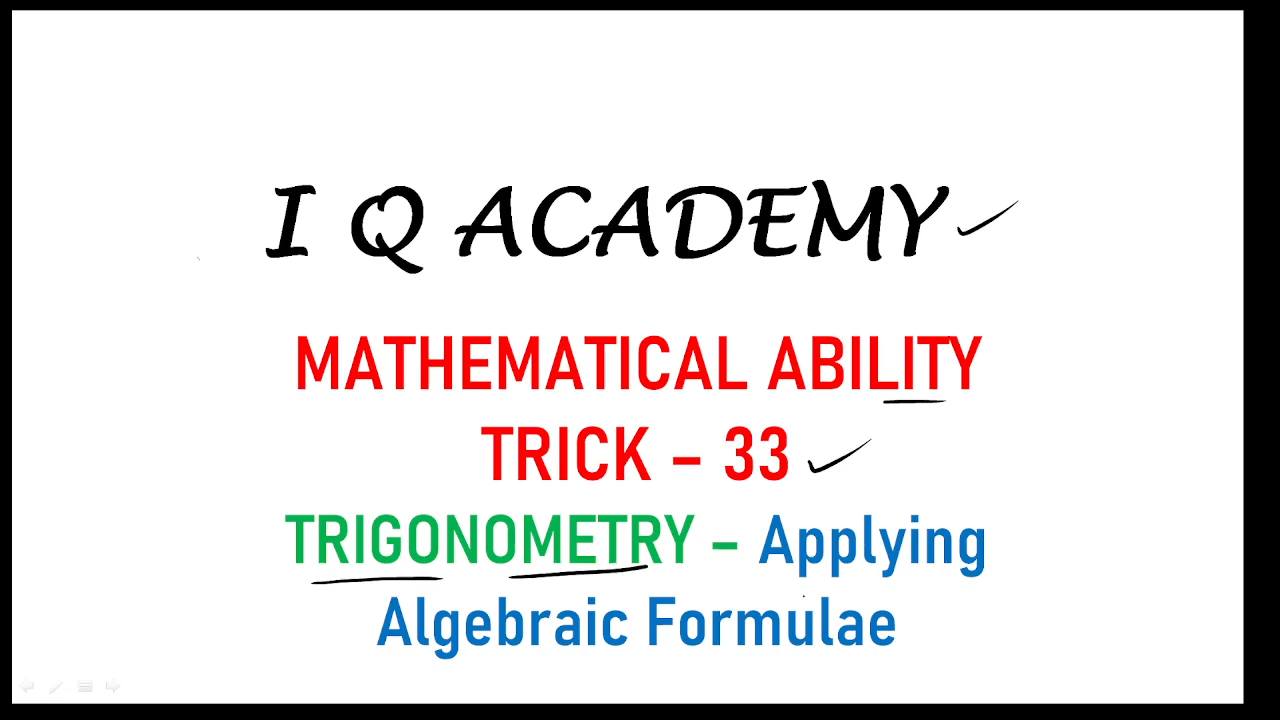 I Q ACADEMY
MATHEMATICAL ABILITY
TRICK – 33
TRIGONOMETRY – Applying
Algebraic Formulae